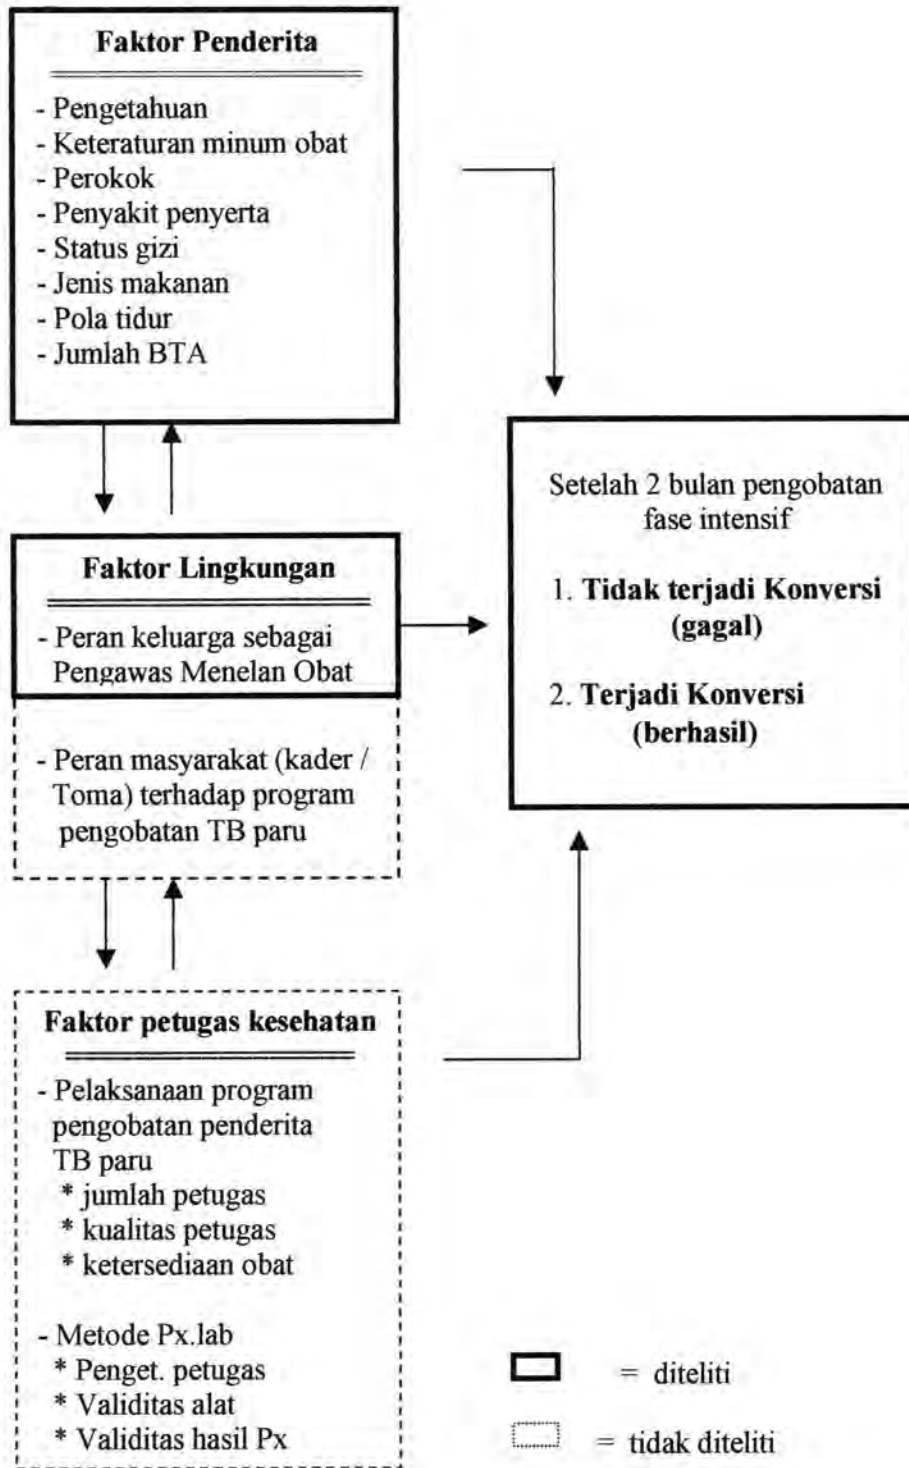 Faktor Penderita
- Pengetahuan
- Keteraturan minum obat
- Perokok
- Penyakit penyerta
- Status gizi
- Jenis makanan
- Pola tidur
- Jumlah BTA
Faktor Lingkungan
- Peran keluarga sebagai
Pengawas Menelan Obat
- Peran masyarakat (kader /
Toma) terhadap program
pengobatan TB paru
Faktor petugas kesehatan
- Pelaksanaan program
pengobatan penderita
TB paru
* jumlah petugas
* kualitas petugas
* ketersediaan obat
- Metode Px.lab
* Penget. petugas
* Validitas alat
* Validitas hasil Px
Setelah 2 bulan pengobatan
fase intensif
1. Tidak terjadi Konversi
(gagal)
2. Terjadi Konversi
(berhasil)
= diteliti
= tidak diteliti